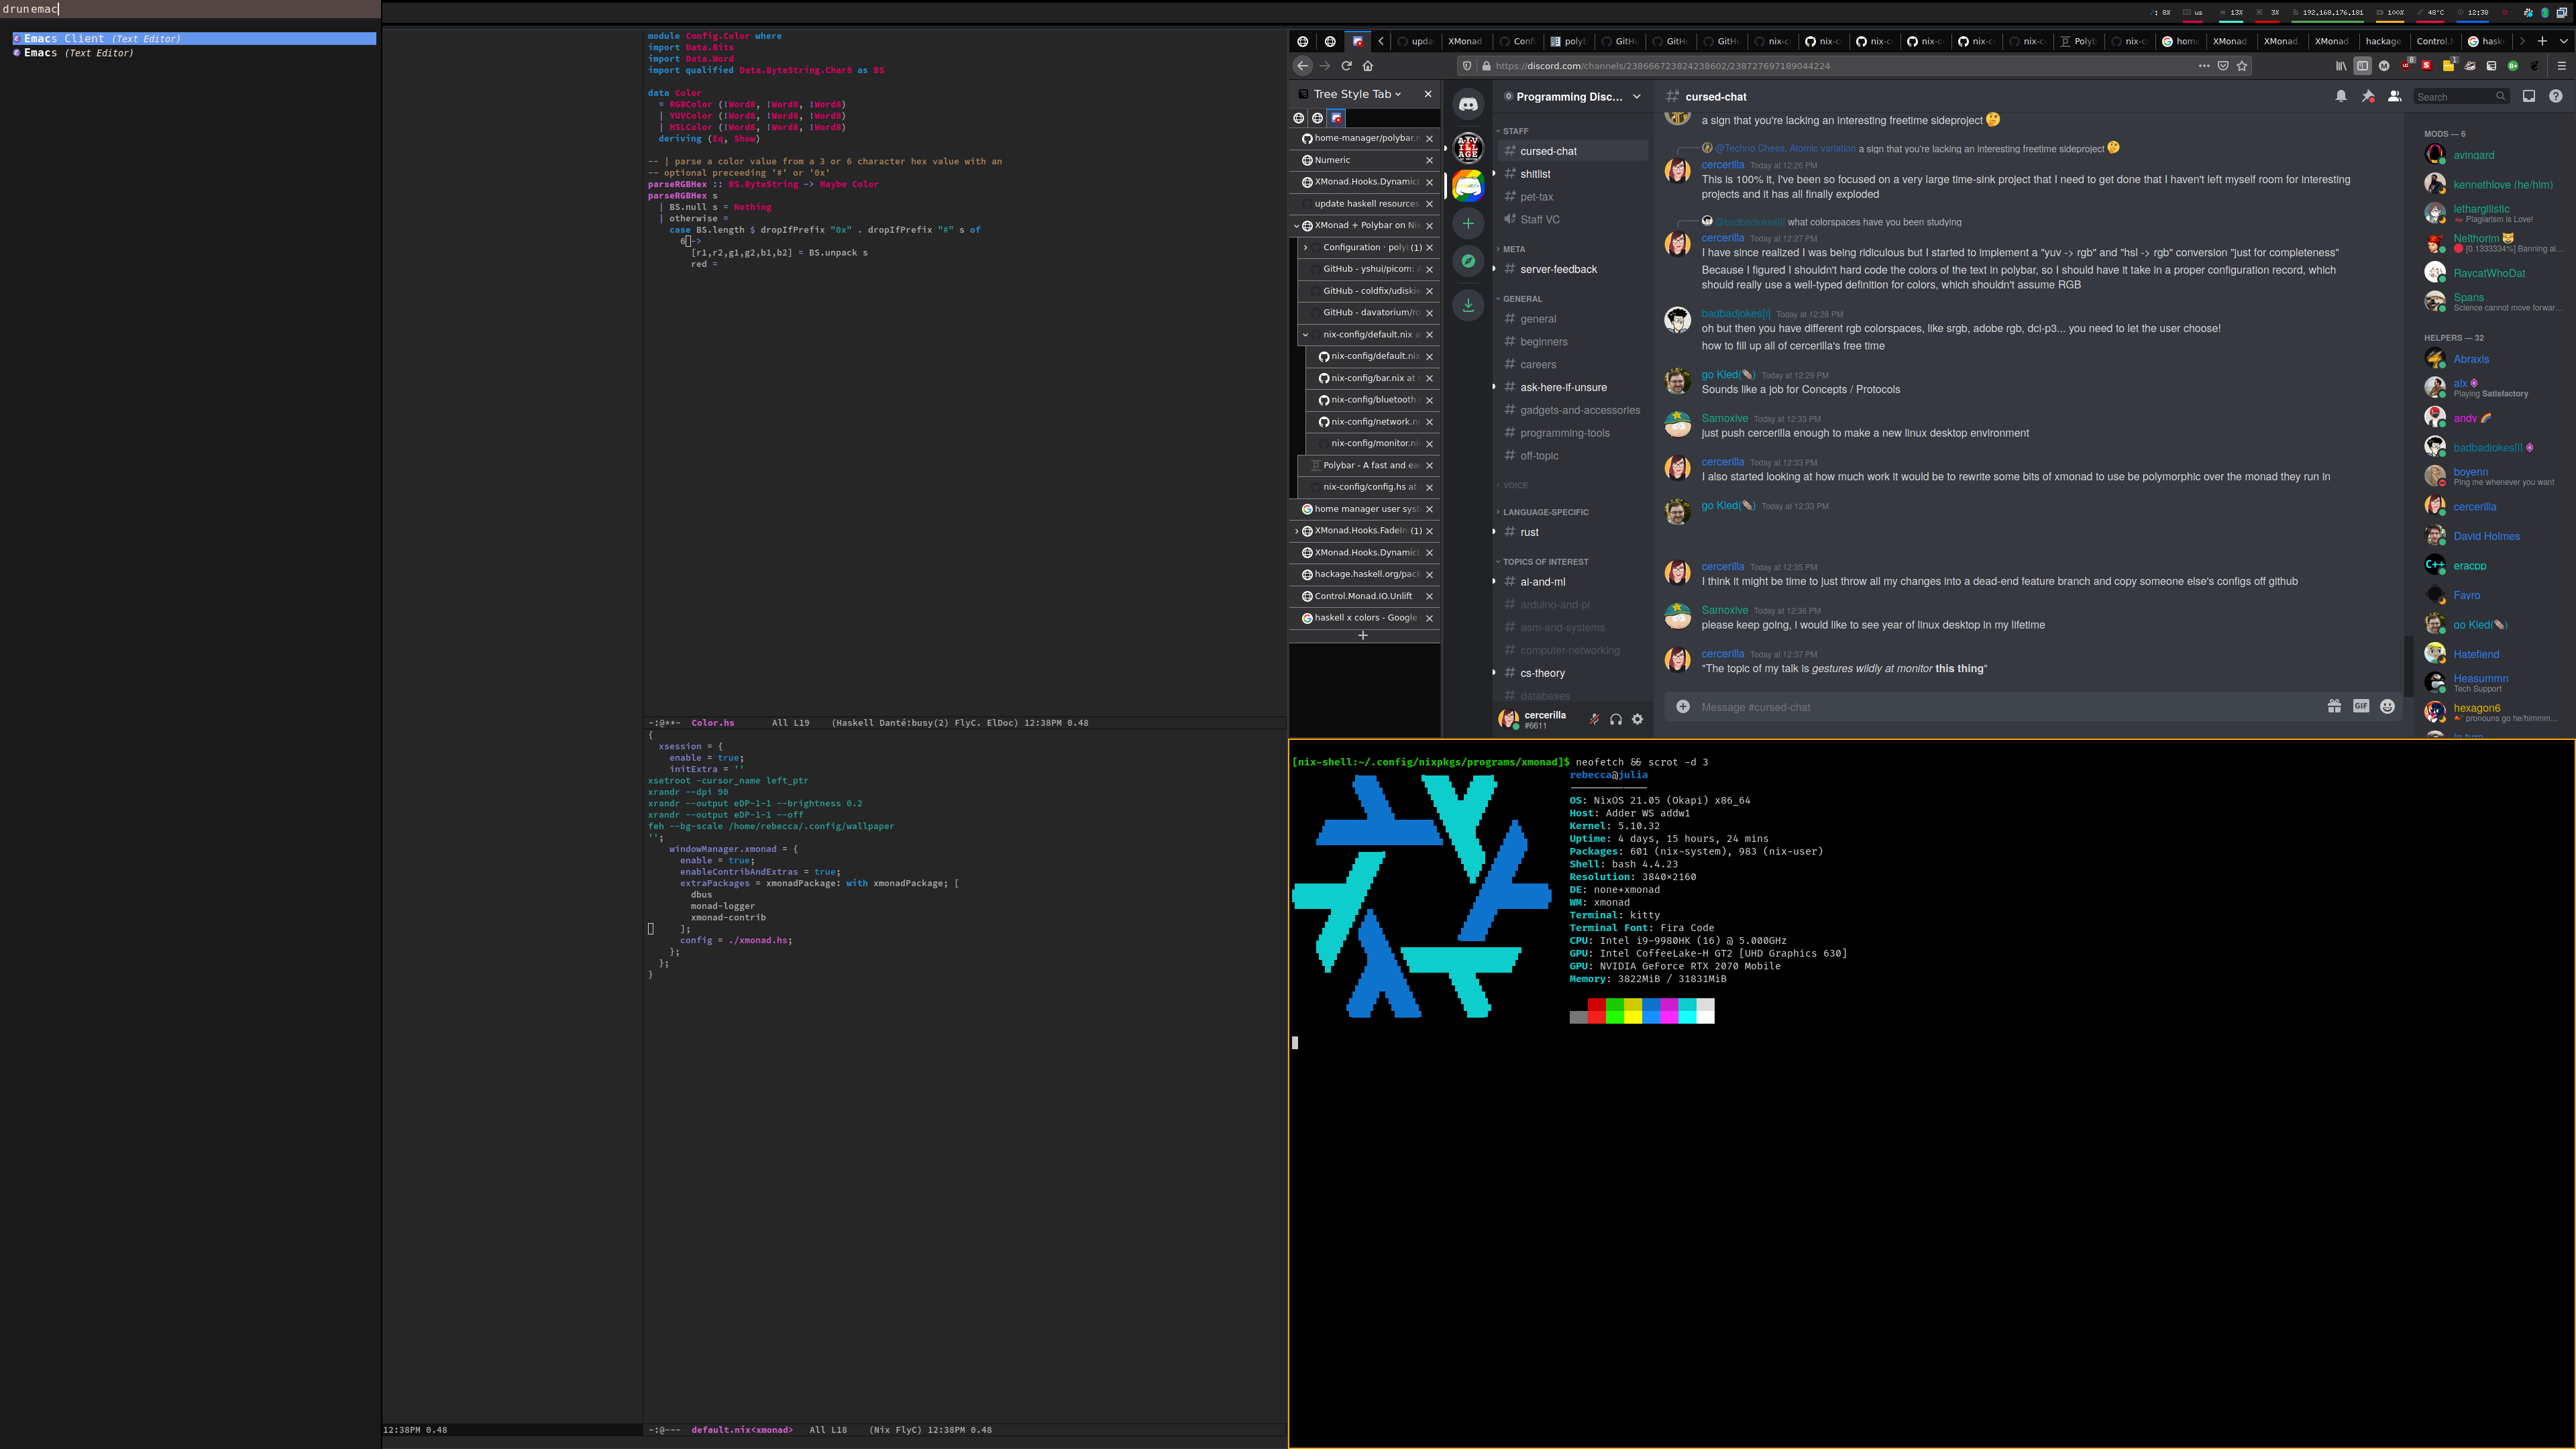 drun emac
Emacs Client (Text Editor)
Emacs (Text Editor)
8%
us
13%
3%
192.168.176.181
100%
48°C
12:38
module Config.Color where
import Data.Bits
import Data.Word
import qualified Data.ByteString.Char8 as BS
data Color
= RGBColor (!Word8, !Word8, !Word8)
| YUVColor (!Word8, !Word8, !Word8)
| HSLColor (!Word8, !Word8, !Word8)
deriving (Eq, Show)
-- | parse a color value from a 3 or 6 character hex value with an
-- optional preceeding '#' or '0x'
parseRGBHex :: BS.ByteString -> Maybe Color
parseRGBHex s
| BS.null s = Nothing
| otherwise =
case BS.length $ dropIfPrefix "0x" . dropIfPrefix "#" s of
6 ->
[r1,r2,g1,g2,b1,b2] = BS.unpack s
red =
-:@**- Color.hs All L19 (Haskell Danté:busy(2) FlyC. ElDoc) 12:38PM 0.48
{
xsession = {
enable = true;
initExtra = ''
xsetroot -cursor_name left_ptr
xrandr --dpi 90
xrandr --output eDP-1-1 --brightness 0.2
xrandr --output eDP-1-1 --off
feh --bg-scale /home/rebecca/.config/wallpaper
'';
windowManager.xmonad = {
enable = true;
enableContribAndExtras = true;
extraPackages = xmonadPackage: with xmonadPackage; [
dbus
monad-logger
xmonad-contrib
];
config = ./xmonad.hs;
};
};
}
12:38PM 0.48
-:@--- default.nix<xmonad> All L18 (Nix FlyC) 12:38PM 0.48
upda XMonad Confi polyb GitHu GitHu GitHu nix-c nix-c nix-c nix-c nix-c nix-c Polyb nix-c home XMonad. XMonad. XMonad. hackage Control. hask
https://discord.com/channels/238666723824238602/238727697189044224
Tree Style Tab
home-manager/polybar.n
Numeric
XMonad.Hooks.Dynamic
update haskell resources
XMonad + Polybar on Nix
Configuration · poly (1)
GitHub - yshui/picom: A
GitHub - coldfix/udiskie
GitHub - davatorium/ro
nix-config/default.nix a
nix-config/default.nix
nix-config/bar.nix at
nix-config/bluetooth.
nix-config/network.n
nix-config/monitor.ni
Polybar - A fast and ea
nix-config/config.hs at
home manager user syst
XMonad.Hooks.FadeIn (1)
XMonad.Hooks.Dynamic
hackage.haskell.org/pack
Control.Monad.IO.Unlift
haskell x colors - Google
Programming Disc...
STAFF
cursed-chat
shitlist
pet-tax
Staff VC
META
server-feedback
GENERAL
general
beginners
careers
ask-here-if-unsure
gadgets-and-accessories
programming-tools
off-topic
VOICE
LANGUAGE-SPECIFIC
rust
TOPICS OF INTEREST
ai-and-ml
arduino-and-pi
asm-and-systems
computer-networking
cs-theory
databases
cercerilla
#6611
cursed-chat
Search
a sign that you're lacking an interesting freetime sideproject
@Techno Chess. Atomic variation a sign that you're lacking an interesting freetime sideproject
cercerilla Today at 12:26 PM
This is 100% it, I've been so focused on a very large time-sink project that I need to get done that I haven't left myself room for interesting
projects and it has all finally exploded
@badbadjokes[I] what colorspaces have you been studying
cercerilla Today at 12:27 PM
I have since realized I was being ridiculous but I started to implement a "yuv -> rgb" and "hsl -> rgb" conversion "just for completeness"
Because I figured I shouldn't hard code the colors of the text in polybar, so I should have it take in a proper configuration record, which
should really use a well-typed definition for colors, which shouldn't assume RGB
badbadjokes[I] Today at 12:28 PM
oh but then you have different rgb colorspaces, like srgb, adobe rgb, dci-p3... you need to let the user choose!
how to fill up all of cercerilla's free time
go Kled( ) Today at 12:29 PM
Sounds like a job for Concepts / Protocols
Samoxive Today at 12:33 PM
just push cercerilla enough to make a new linux desktop environment
cercerilla Today at 12:33 PM
I also started looking at how much work it would be to rewrite some bits of xmonad to use be polymorphic over the monad they run in
go Kled( ) Today at 12:33 PM
cercerilla Today at 12:35 PM
I think it might be time to just throw all my changes into a dead-end feature branch and copy someone else's configs off github
Samoxive Today at 12:36 PM
please keep going, I would like to see year of linux desktop in my lifetime
cercerilla Today at 12:37 PM
"The topic of my talk is gestures wildly at monitor this thing"
Message #cursed-chat
GIF
MODS — 6
avingard
kennethlove (he/him)
lethargilistic
Plagiarism is Love!
Nelthorim
[0.1333334%] Banning al...
RavcatWhoDat
Spans
Science cannot move forwar...
HELPERS — 32
Abraxis
alx
Playing Satisfactory
andy
badbadjokes[I]
boyenn
Ping me whenever you want
cercerilla
David Holmes
eracpp
Fayro
go Kled( )
Hatefiend
Heasummn
Tech Support
hexagon6
pronouns go he/himmm...
[nix-shell:~/.config/nixpkgs/programs/xmonad]$ neofetch && scrot -d 3
rebecca@julia
-------------
OS: NixOS 21.05 (Okapi) x86_64
Host: Adder WS addw1
Kernel: 5.10.32
Uptime: 4 days, 15 hours, 24 mins
Packages: 601 (nix-system), 983 (nix-user)
Shell: bash 4.4.23
Resolution: 3840×2160
DE: none+xmonad
WM: xmonad
Terminal: kitty
Terminal Font: Fira Code
CPU: Intel i9-9980HK (16) @ 5.000GHz
GPU: Intel CoffeeLake-H GT2 [UHD Graphics 630]
GPU: NVIDIA GeForce RTX 2070 Mobile
Memory: 3822MiB / 31831MiB